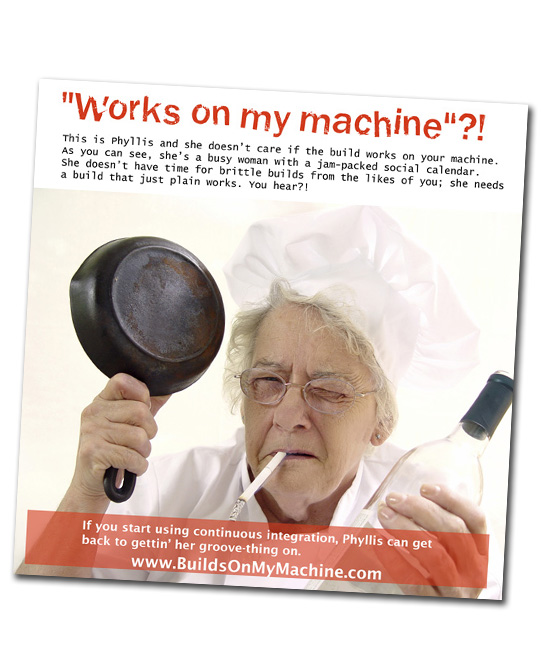 "Works on my machine"?!
This is Phyllis and she doesn't care if the build works on your machine.
As you can see, she's a busy woman with a jam-packed social calendar.
She doesn't have time for brittle builds from the likes of you; she needs
a build that just plain works. You hear?!
If you start using continuous integration, Phyllis can get
back to gettin' her groove-thing on.
www.BuildsOnMyMachine.com